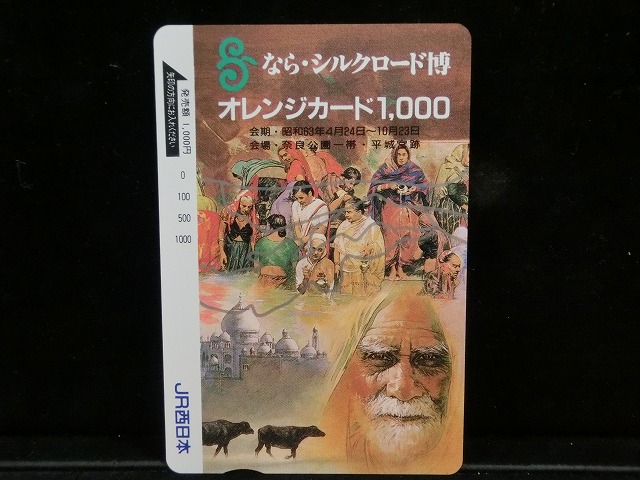 なら・シルクロード博
オレンジカード1,000
会期・昭和63年4月24日〜10月23日
会場・奈良公園一帯・平城宮跡
矢印の方向にお入れください
発売額 1,000円
0
100
500
1000
JR西日本